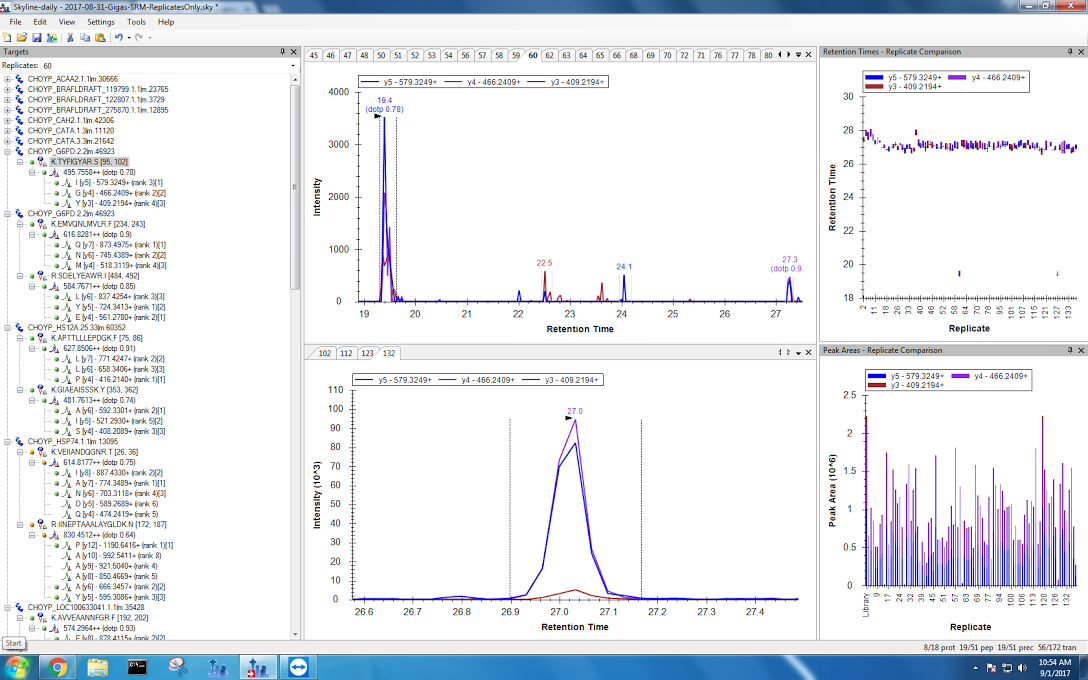 Skyline-daily - 2017-08-31-Gigas-SRM-ReplicatesOnly.sky *
File Edit View Settings Tools Help
Targets
Replicates: 60
CHOYP_ACAA2.1.1|m.30666
CHOYP_BRAFLDRAFT_119799.1.1|m.23765
CHOYP_BRAFLDRAFT_122807.1.1|m.3729
CHOYP_BRAFLDRAFT_275870.1.1|m.12895
CHOYP_CAH2.1.1|m.42306
CHOYP_CATA.1.3|m.11120
CHOYP_CATA.3.3|m.21642
CHOYP_G6PD.2.2|m.46923
K.TYFIGYAR.S [95, 102]
495.7558++ (dotp 0.78)
I [y5] - 579.3249+ (rank 3)[1]
G [y4] - 466.2409+ (rank 2)[2]
Y [y3] - 409.2194+ (rank 4)[3]
CHOYP_G6PD.2.2|m.46923
K.EMVQNLMVLR.F [234, 243]
616.8281++ (dotp 0.9)
Q [y7] - 873.4975+ (rank 1)[1]
N [y6] - 745.4389+ (rank 2)[2]
M [y4] - 518.3119+ (rank 4)[3]
R.SDELYEAWR.I [484, 492]
584.7671++ (dotp 0.85)
L [y6] - 837.4254+ (rank 3)[3]
Y [y5] - 724.3413+ (rank 1)[2]
E [y4] - 561.2780+ (rank 2)[1]
CHOYP_HS12A.25.33|m.60352
K.APTTLLLEPDGK.F [75, 86]
627.8506++ (dotp 0.91)
L [y7] - 771.4247+ (rank 2)[2]
L [y6] - 658.3406+ (rank 3)[3]
P [y4] - 416.2140+ (rank 1)[1]
K.GIAEAISSSK.Y [353, 362]
481.7613++ (dotp 0.74)
A [y6] - 592.3301+ (rank 2)[1]
I [y5] - 521.2930+ (rank 5)[2]
S [y4] - 408.2089+ (rank 3)[3]
CHOYP_HSP74.1.1|m.13095
K.VEIIANDQGNR.T [26, 36]
614.8177++ (dotp 0.75)
I [y8] - 887.4330+ (rank 2)[2]
A [y7] - 774.3489+ (rank 1)[1]
N [y6] - 703.3118+ (rank 4)[3]
D [y5] - 589.2689+ (rank 6)
Q [y4] - 474.2419+ (rank 5)
R.IINEPTAAALAYGLDK.N [172, 187]
830.4512++ (dotp 0.64)
P [y12] - 1190.6416+ (rank 1)[1]
A [y10] - 992.5411+ (rank 8)
A [y9] - 921.5040+ (rank 4)
A [y8] - 850.4669+ (rank 5)
A [y6] - 666.3457+ (rank 2)[2]
Y [y5] - 595.3086+ (rank 2)[3]
CHOYP_LOC100633041.1.1|m.35428
K.AVVEAANNFGR.F [192, 202]
574.2964++ (dotp 0.93)
Start
45 46 47 48 50 51 52 53 54 55 56 57 58 59 60 62 63 64 65 66 67 68 69 70 71 80
y5 - 579.3249+ y4 - 466.2409+ y3 - 409.2194+
Intensity
4000
3000
2000
1000
0
19.4
(dotp 0.78)
22.5
24.1
27.3
(dotp 0.9
19 20 21 22 23 24 25 26 27
Retention Time
102 112 123 132
y5 - 579.3249+ y4 - 466.2409+ y3 - 409.2194+
Intensity (10^3)
110
100
90
80
70
60
50
40
30
20
10
0
27.0
26.6 26.7 26.8 26.9 27.0 27.1 27.2 27.3 27.4
Retention Time
Retention Times - Replicate Comparison
y5 - 579.3249+ y4 - 466.2409+
y3 - 409.2194+
Retention Time
30
28
26
24
22
20
18
Replicate
Peak Areas - Replicate Comparison
y5 - 579.3249+ y4 - 466.2409+
y3 - 409.2194+
Peak Area (10^6)
2.5
2
1.5
1
0.5
0
Library
Replicate
8/18 prot 19/51 pep 19/51 prec 56/172 tran
10:54 AM
9/1/2017